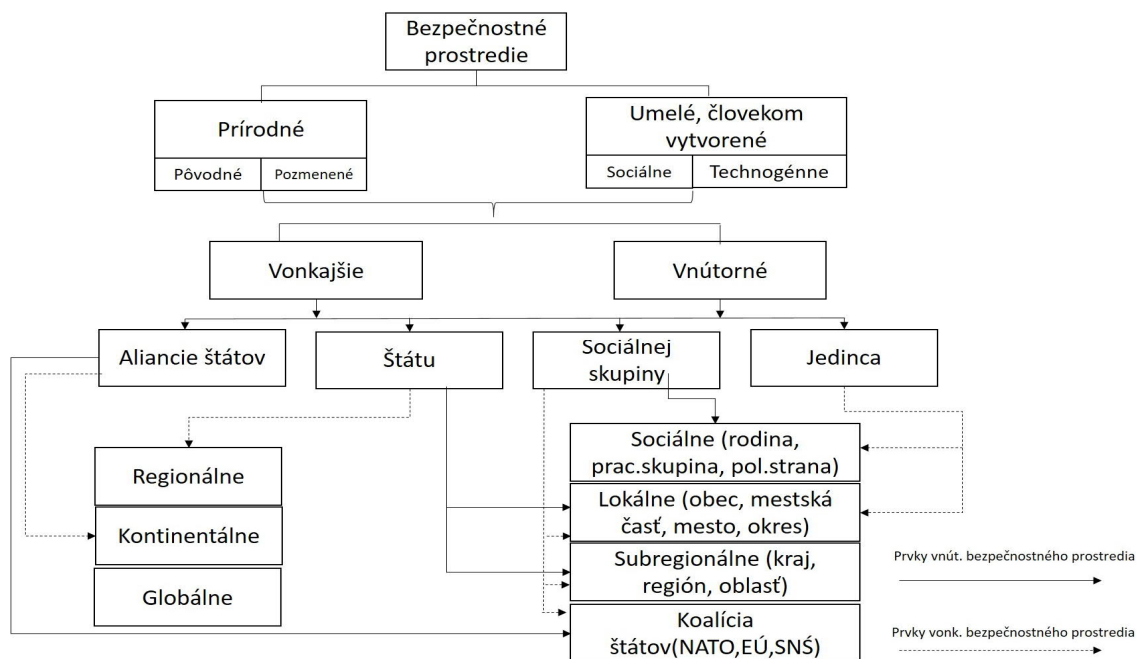 Bezpečnostné
prostredie
Prírodné
Pôvodné
Pozmenené
Umelé, človekom
vytvorené
Sociálne
Technogénne
Vonkajšie
Vnútorné
Aliancie štátov
Štátu
Sociálnej
skupiny
Jedinca
Regionálne
Kontinentálne
Globálne
Sociálne (rodina,
prac.skupina, pol.strana)
Lokálne (obec, mestská
časť, mesto, okres)
Subregionálne (kraj,
región, oblasť)
Koalícia
štátov(NATO,EÚ,SNŚ)
Prvky vnút. bezpečnostného prostredia
Prvky vonk. bezpečnostného prostredia